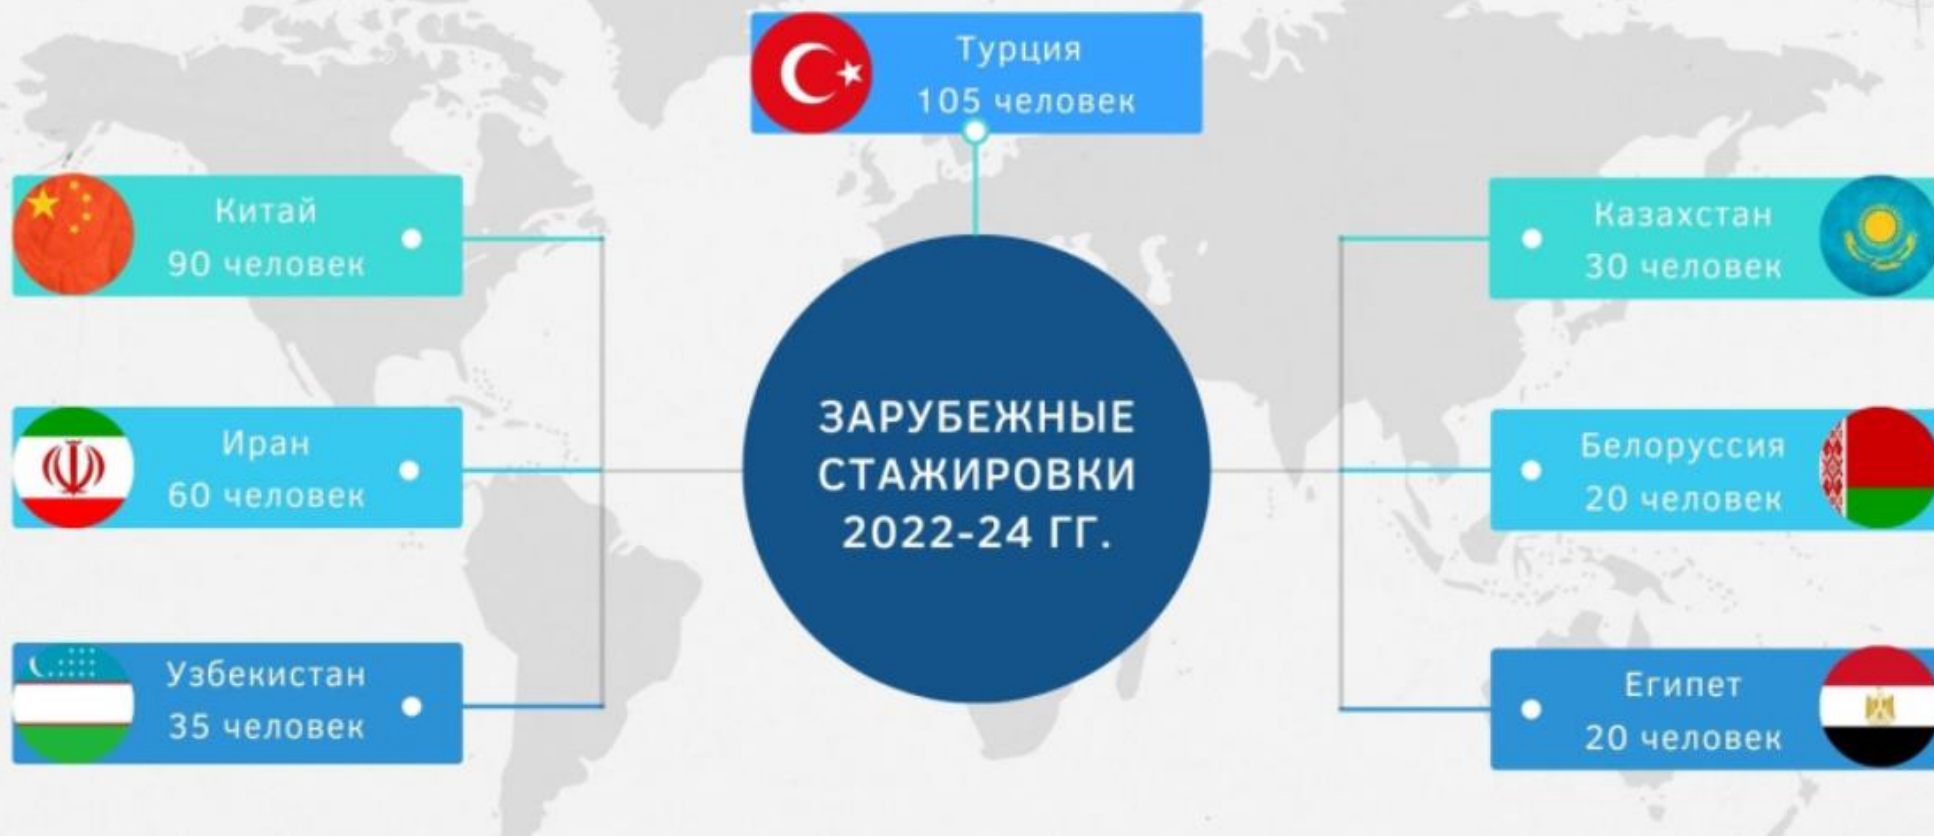 Турция
105 человек
Китай
90 человек
Казахстан
30 человек
ЗАРУБЕЖНЫЕ
СТАЖИРОВКИ
2022-24 ГГ.
Иран
60 человек
Белоруссия
20 человек
Узбекистан
35 человек
Египет
20 человек